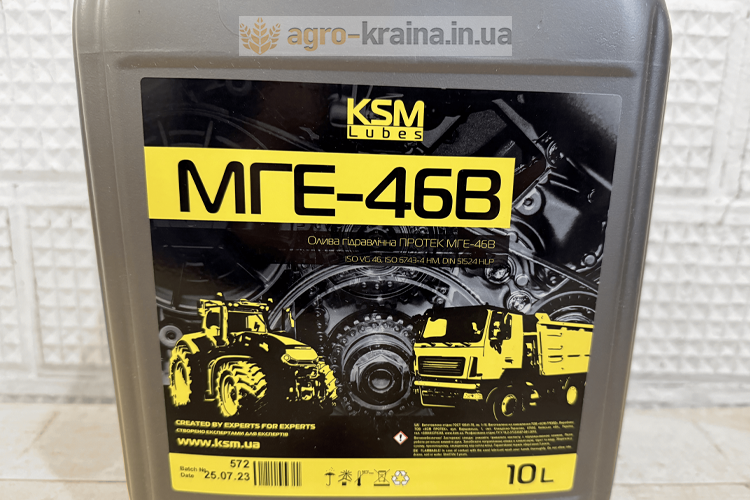 agro-kraina.in.ua
KSM
Lubes
МГЕ-46В
Олива гідравлічна ПРОТЕК МГЕ-46В
ISO VG 46, ISO 6743-4 HM, DIN 51524 HLP
CREATED BY EXPERTS FOR EXPERTS
СТВОРЕНО ЕКСПЕРТАМИ ДЛЯ ЕКСПЕРТІВ
www.ksm.ua
Batch № 572
Date 25.07.23
10 L